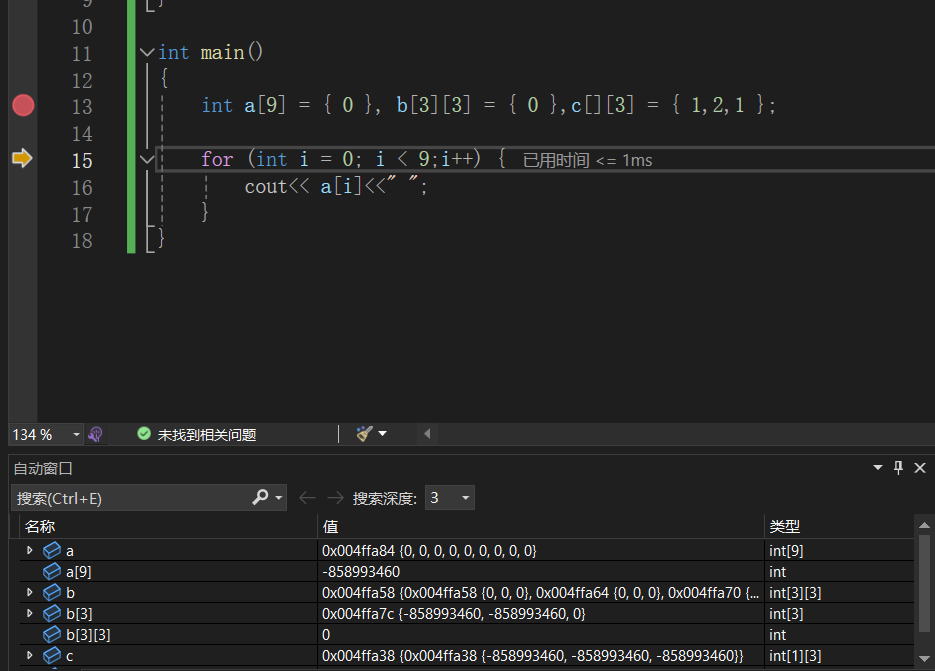 9 }
10
11 int main()
12 {
13 int a[9] = { 0 }, b[3][3] = { 0 },c[][3] = { 1,2,1 };
14
15 for (int i = 0; i < 9;i++) { 已用时间 <= 1ms
16 cout<< a[i]<<" ";
17 }
18 }
134 % 未找到相关问题
自动窗口
搜索(Ctrl+E) 搜索深度: 3
名称 值 类型
a 0x004ffa84 {0, 0, 0, 0, 0, 0, 0, 0, 0} int[9]
a[9] -858993460 int
b 0x004ffa58 {0x004ffa58 {0, 0, 0}, 0x004ffa64 {0, 0, 0}, 0x004ffa70 {... int[3][3]
b[3] 0x004ffa7c {-858993460, -858993460, 0} int[3]
b[3][3] 0 int
c 0x004ffa38 {0x004ffa38 {-858993460, -858993460, -858993460}} int[1][3]